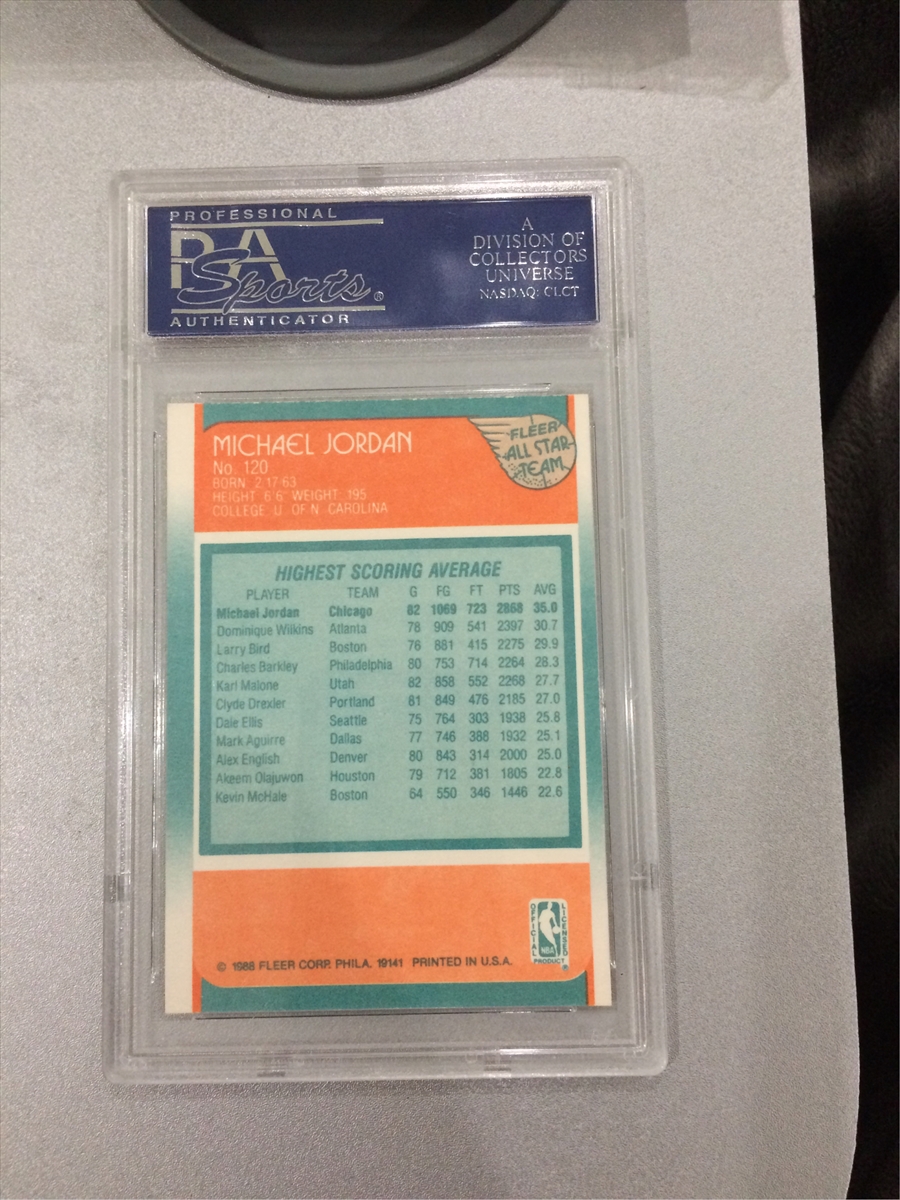 PROFESSIONAL
PSA
Sports®
AUTHENTICATOR
A
DIVISION OF
COLLECTORS
UNIVERSE
NASDAQ: CLCT
MICHAEL JORDAN
No. 120
BORN 2 17 63
HEIGHT 6'6" WEIGHT: 195
COLLEGE U. OF N. CAROLINA
FLEER
ALL STAR
TEAM
HIGHEST SCORING AVERAGE
PLAYER TEAM G FG FT PTS AVG
Michael Jordan Chicago 82 1069 723 2868 35.0
Dominique Wilkins Atlanta 78 909 541 2397 30.7
Larry Bird Boston 76 881 415 2275 29.9
Charles Barkley Philadelphia 80 753 714 2264 28.3
Karl Malone Utah 82 858 552 2268 27.7
Clyde Drexler Portland 81 849 476 2185 27.0
Dale Ellis Seattle 75 764 303 1938 25.8
Mark Aguirre Dallas 77 746 388 1932 25.1
Alex English Denver 80 843 314 2000 25.0
Akeem Olajuwon Houston 79 712 381 1805 22.8
Kevin McHale Boston 64 550 346 1446 22.6
OFFICIAL
LICENSED
NBA
PRODUCT
© 1988 FLEER CORP. PHILA. 19141 PRINTED IN U.S.A.